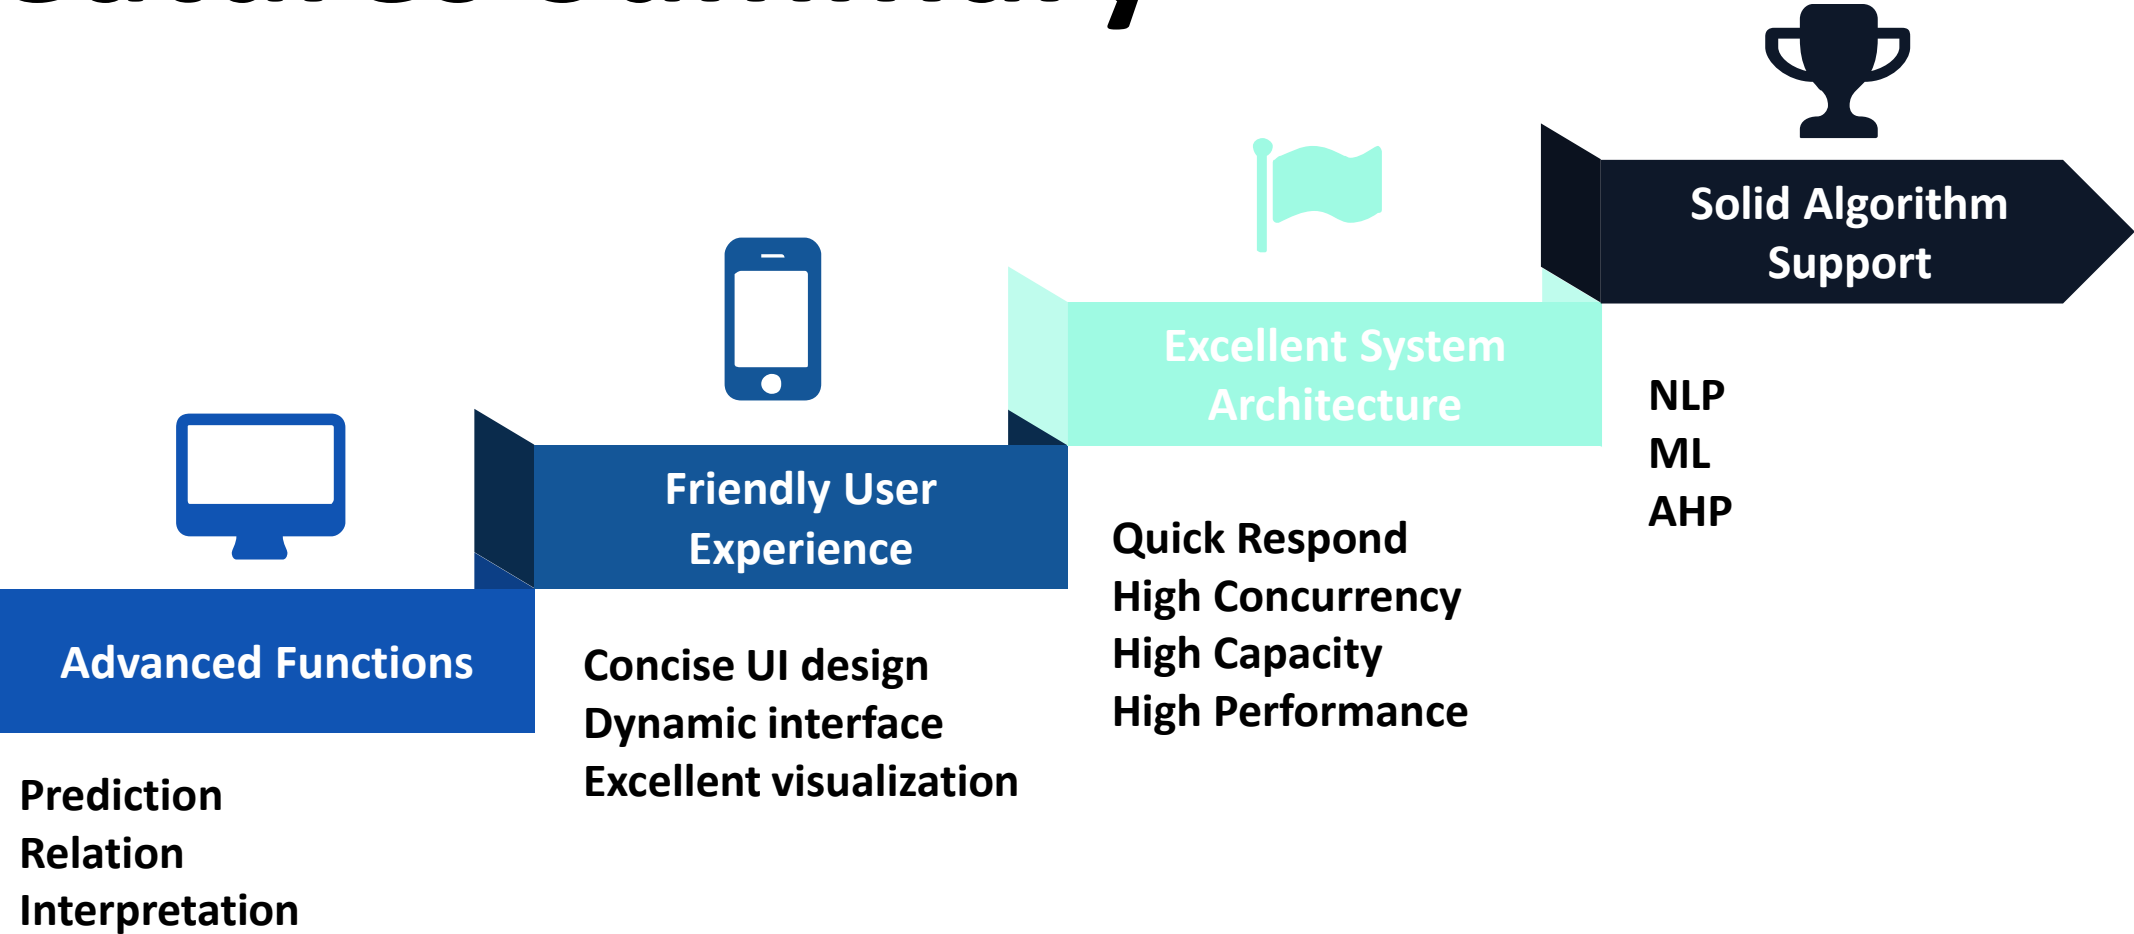 Advanced Functions
Prediction
Relation
Interpretation
Friendly User
Experience
Concise UI design
Dynamic interface
Excellent visualization
Excellent System
Architecture
Quick Respond
High Concurrency
High Capacity
High Performance
Solid Algorithm
Support
NLP
ML
AHP